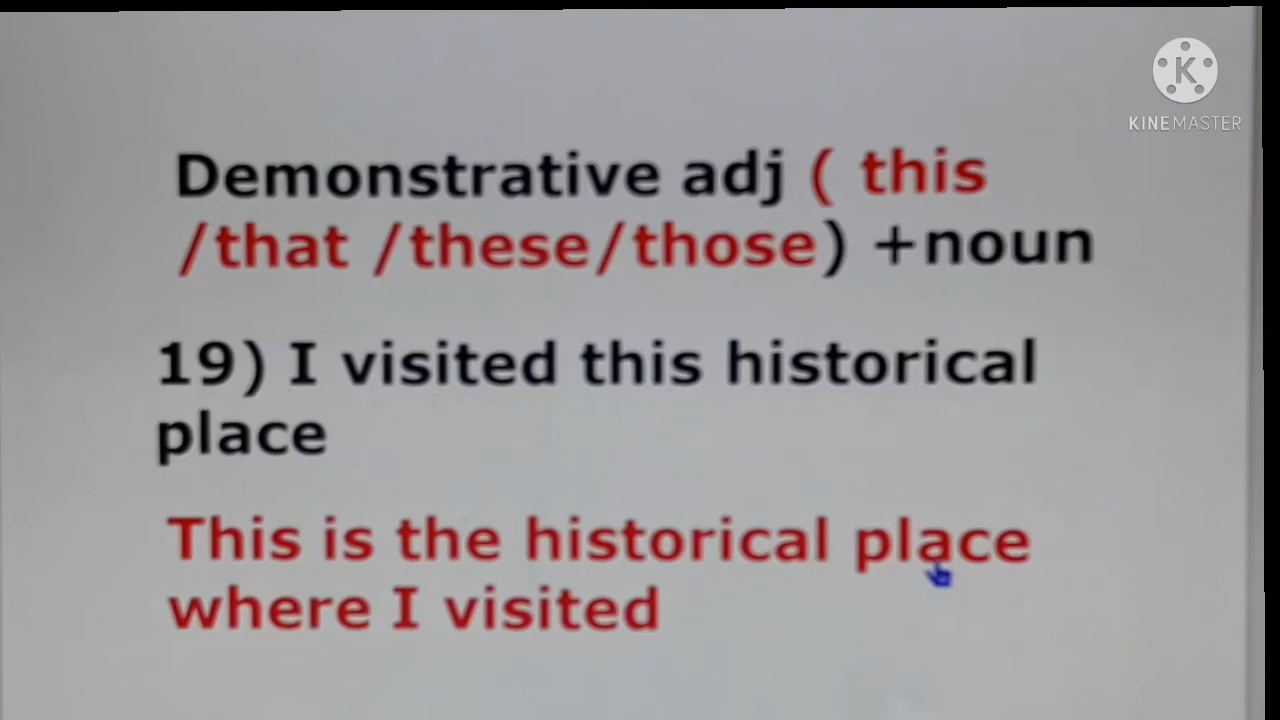 K
KINEMASTER
Demonstrative adj ( this
/that /these/those) +noun
19) I visited this historical
place
This is the historical place
where I visited